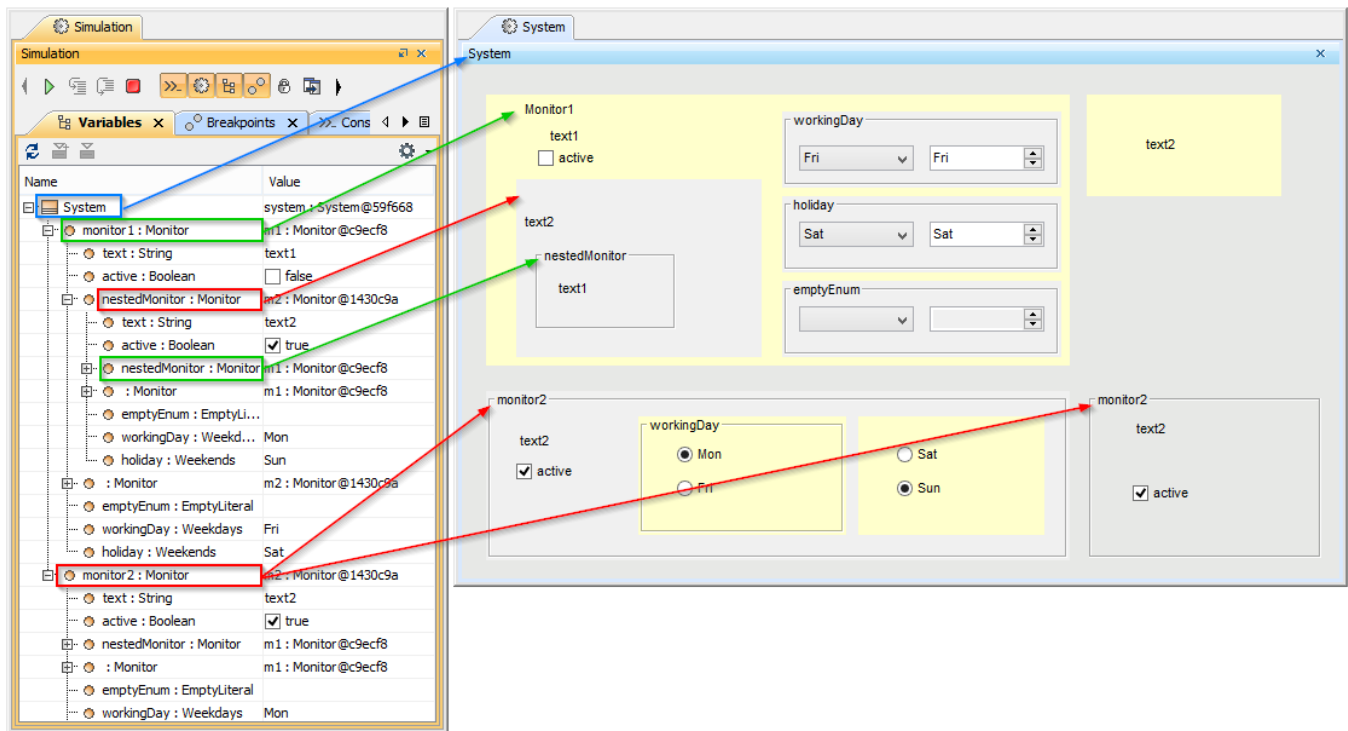 Simulation
Simulation
Variables Breakpoints Cons
Name Value
System system : System@59f668
monitor1 : Monitor m1 : Monitor@c9ecf8
text : String text1
active : Boolean false
nestedMonitor : Monitor m2 : Monitor@1430c9a
text : String text2
active : Boolean true
nestedMonitor : Monitor m1 : Monitor@c9ecf8
: Monitor m1 : Monitor@c9ecf8
emptyEnum : EmptyLi...
workingDay : Weekd... Mon
holiday : Weekends Sun
: Monitor m2 : Monitor@1430c9a
emptyEnum : EmptyLiteral
workingDay : Weekdays Fri
holiday : Weekends Sat
monitor2 : Monitor m2 : Monitor@1430c9a
text : String text2
active : Boolean true
nestedMonitor : Monitor m1 : Monitor@c9ecf8
: Monitor m1 : Monitor@c9ecf8
emptyEnum : EmptyLiteral
workingDay : Weekdays Mon
System
System
Monitor1
text1
active
text2
nestedMonitor
text1
workingDay
Fri Fri
holiday
Sat Sat
emptyEnum
text2
monitor2
text2
active
workingDay
Mon
Fri
Sat
Sun
monitor2
text2
active